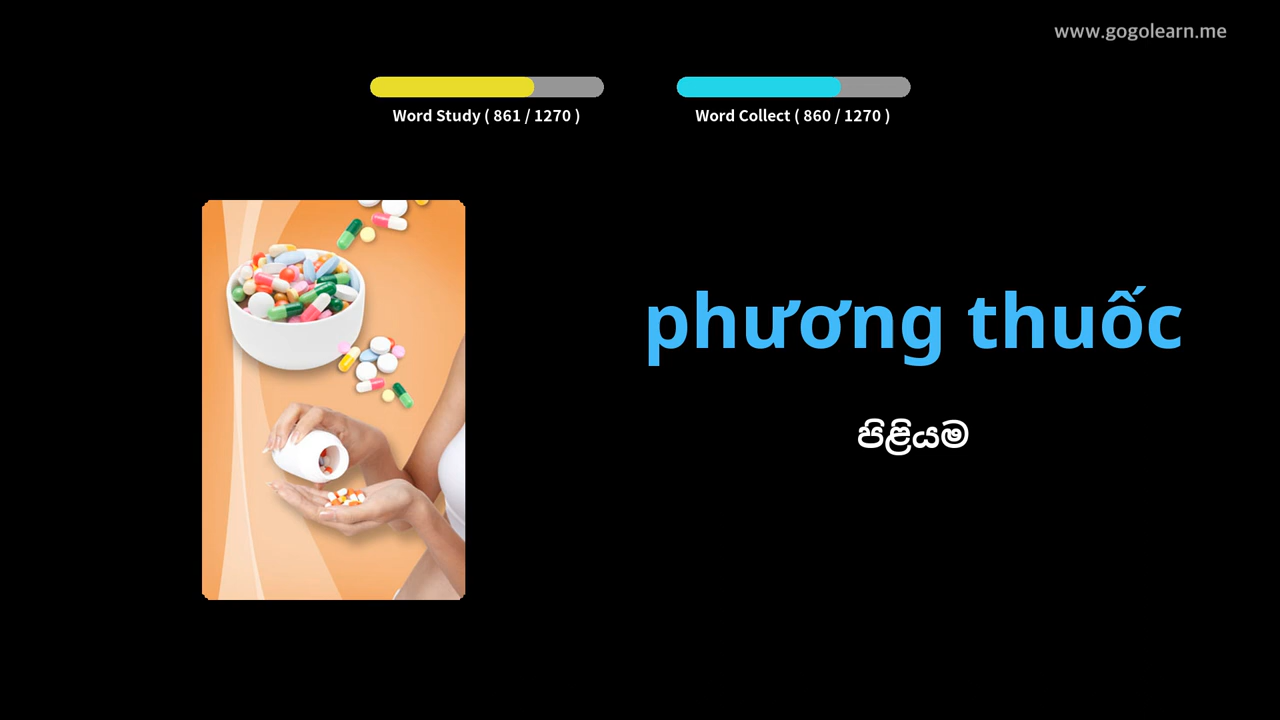 www.gogolearn.me
Word Study ( 861 / 1270 )
Word Collect ( 860 / 1270 )
phương thuốc
පිළියම